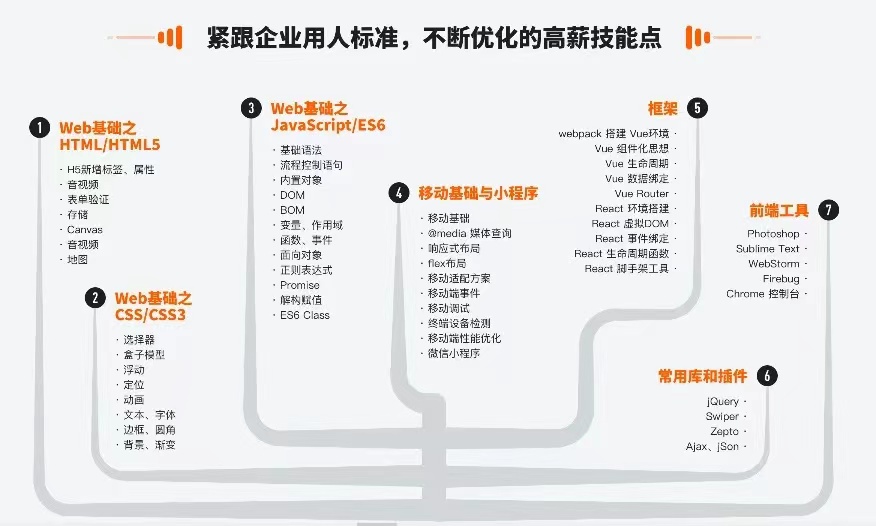 紧跟企业用人标准，不断优化的高薪技能点
1
Web基础之
HTML/HTML5
· H5新增标签、属性
· 音视频
· 表单验证
· 存储
· Canvas
· 音视频
· 地图
2
Web基础之
CSS/CSS3
· 选择器
· 盒子模型
· 浮动
· 定位
· 动画
· 文本、字体
· 边框、圆角
· 背景、渐变
3
Web基础之
JavaScript/ES6
· 基础语法
· 流程控制语句
· 内置对象
· DOM
· BOM
· 变量、作用域
· 函数、事件
· 面向对象
· 正则表达式
· Promise
· 解构赋值
· ES6 Class
4
移动基础与小程序
· 移动基础
· @media 媒体查询
· 响应式布局
· flex布局
· 移动适配方案
· 移动端事件
· 移动调试
· 终端设备检测
· 移动端性能优化
· 微信小程序
框架
5
webpack 搭建 Vue环境 ·
Vue 组件化思想 ·
Vue 生命周期 ·
Vue 数据绑定 ·
Vue Router ·
React 环境搭建 ·
React 虚拟DOM ·
React 事件绑定 ·
React 生命周期函数 ·
React 脚手架工具 ·
常用库和插件
6
jQuery ·
Swiper ·
Zepto ·
Ajax、jSon ·
前端工具
7
Photoshop ·
Sublime Text ·
WebStorm ·
Firebug ·
Chrome 控制台 ·